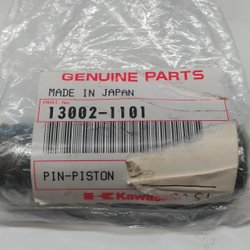 GENUINE PARTS
MADE IN JAPAN
PART NO.
13002-1101
PIN-PISTON
Kawasaki